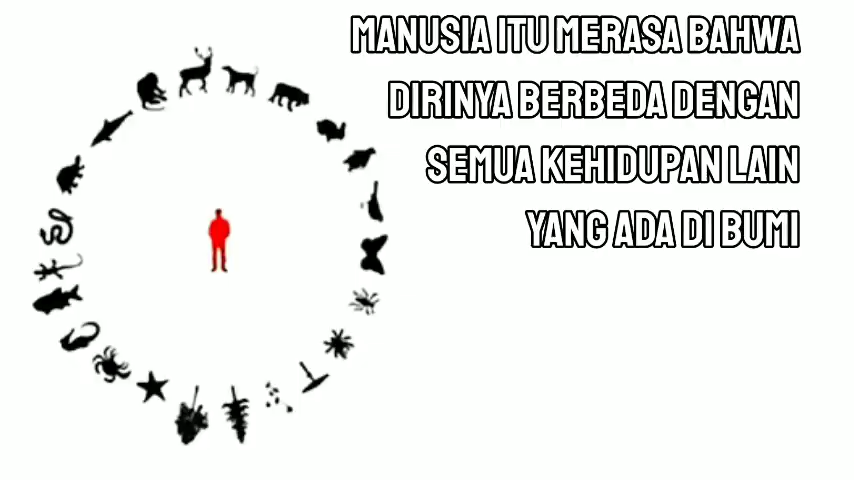 MANUSIA ITU MERASA BAHWA
DIRINYA BERBEDA DENGAN
SEMUA KEHIDUPAN LAIN
YANG ADA DI BUMI